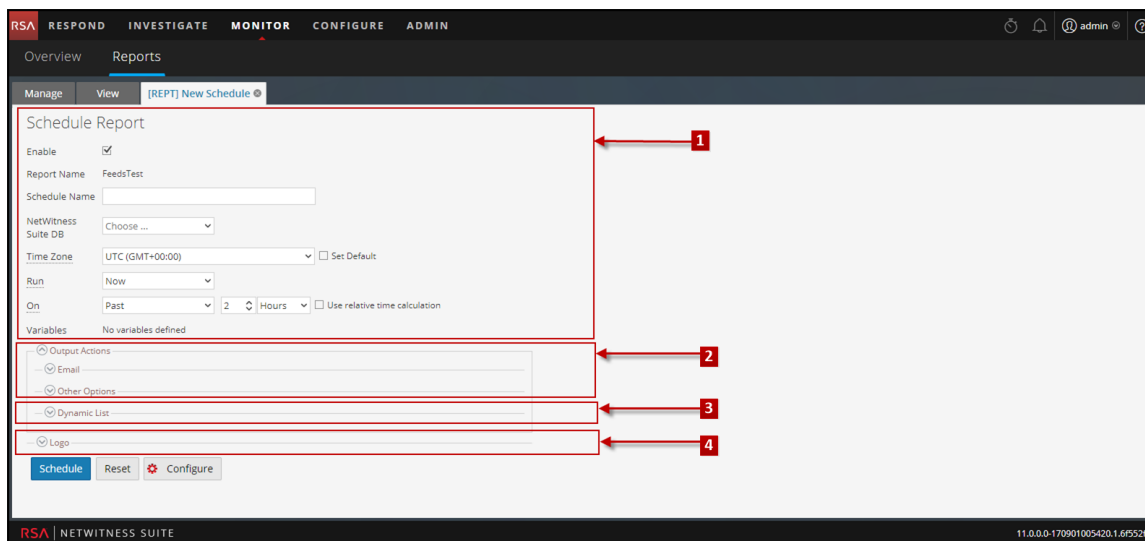 RSA RESPOND INVESTIGATE MONITOR CONFIGURE ADMIN admin
Overview Reports
Manage View [REPT] New Schedule
Schedule Report
1
Enable
Report Name FeedsTest
Schedule Name
NetWitness Suite DB Choose ...
Time Zone UTC (GMT+00:00) Set Default
Run Now
On Past 2 Hours Use relative time calculation
Variables No variables defined
Output Actions
2
Email
Other Options
Dynamic List
3
Logo
4
Schedule Reset Configure
RSA NETWITNESS SUITE 11.0.0.0-170901005420.1.6f552